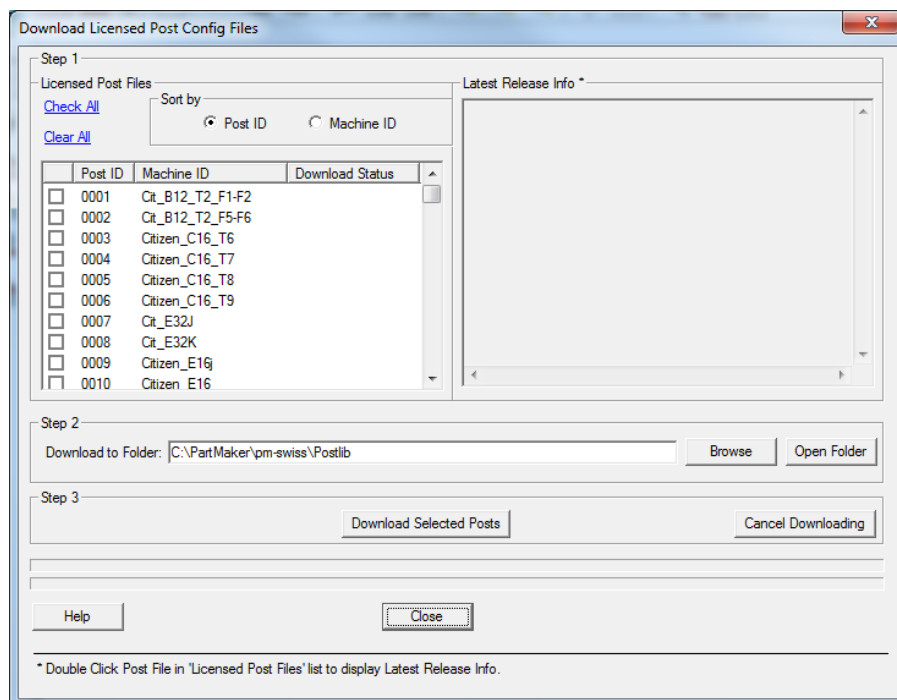 Download Licensed Post Config Files
Step 1
Licensed Post Files
Check All
Clear All
Sort by
Post ID
Machine ID
Post ID Machine ID Download Status
0001 Cit_B12_T2_F1-F2
0002 Cit_B12_T2_F5-F6
0003 Citizen_C16_T6
0004 Citizen_C16_T7
0005 Citizen_C16_T8
0006 Citizen_C16_T9
0007 Cit_E32J
0008 Cit_E32K
0009 Citizen_E16j
0010 Citizen_E16
Latest Release Info *
Step 2
Download to Folder: C:\PartMaker\pm-swiss\Postlib
Browse
Open Folder
Step 3
Download Selected Posts
Cancel Downloading
Help
Close
* Double Click Post File in 'Licensed Post Files' list to display Latest Release Info.